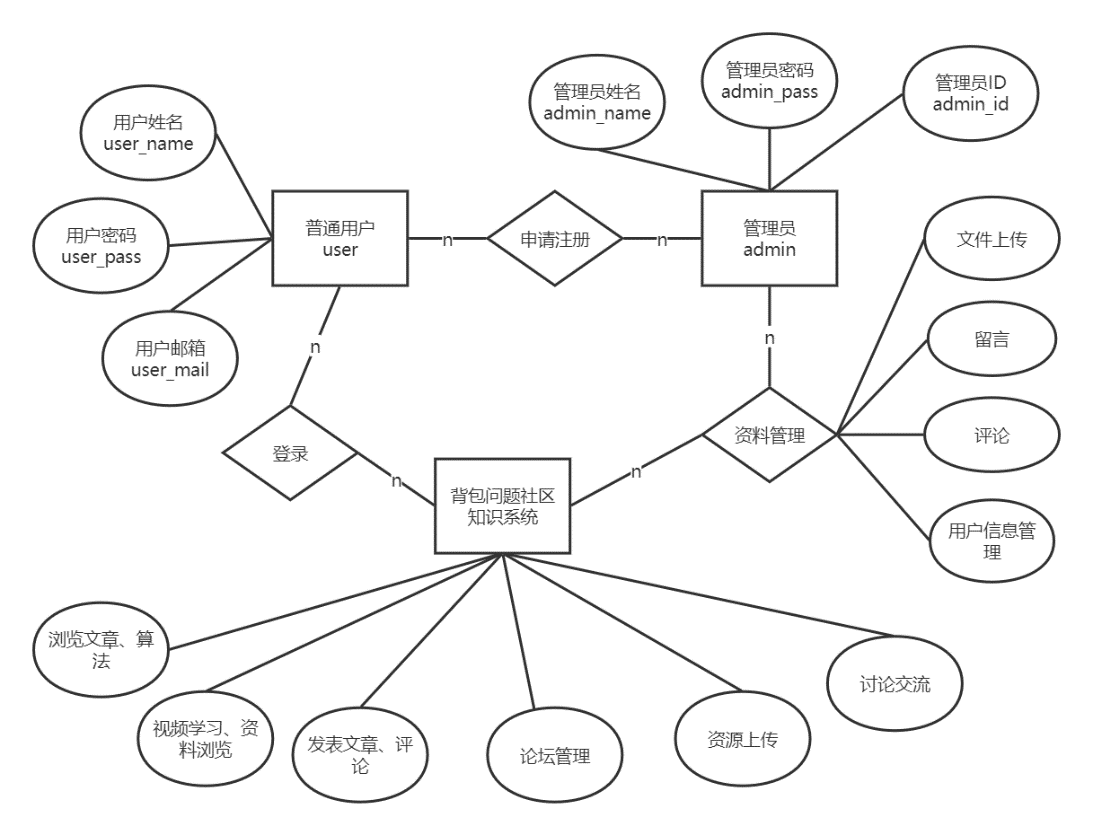 管理员密码
admin_pass
管理员姓名
admin_name
管理员ID
admin_id
用户姓名
user_name
用户密码
user_pass
用户邮箱
user_mail
普通用户
user
n
申请注册
n
管理员
admin
文件上传
留言
评论
用户信息管
理
n
n
登录
n
资料管理
n
背包问题社区
知识系统
浏览文章、算
法
视频学习、资
料浏览
发表文章、评
论
论坛管理
资源上传
讨论交流